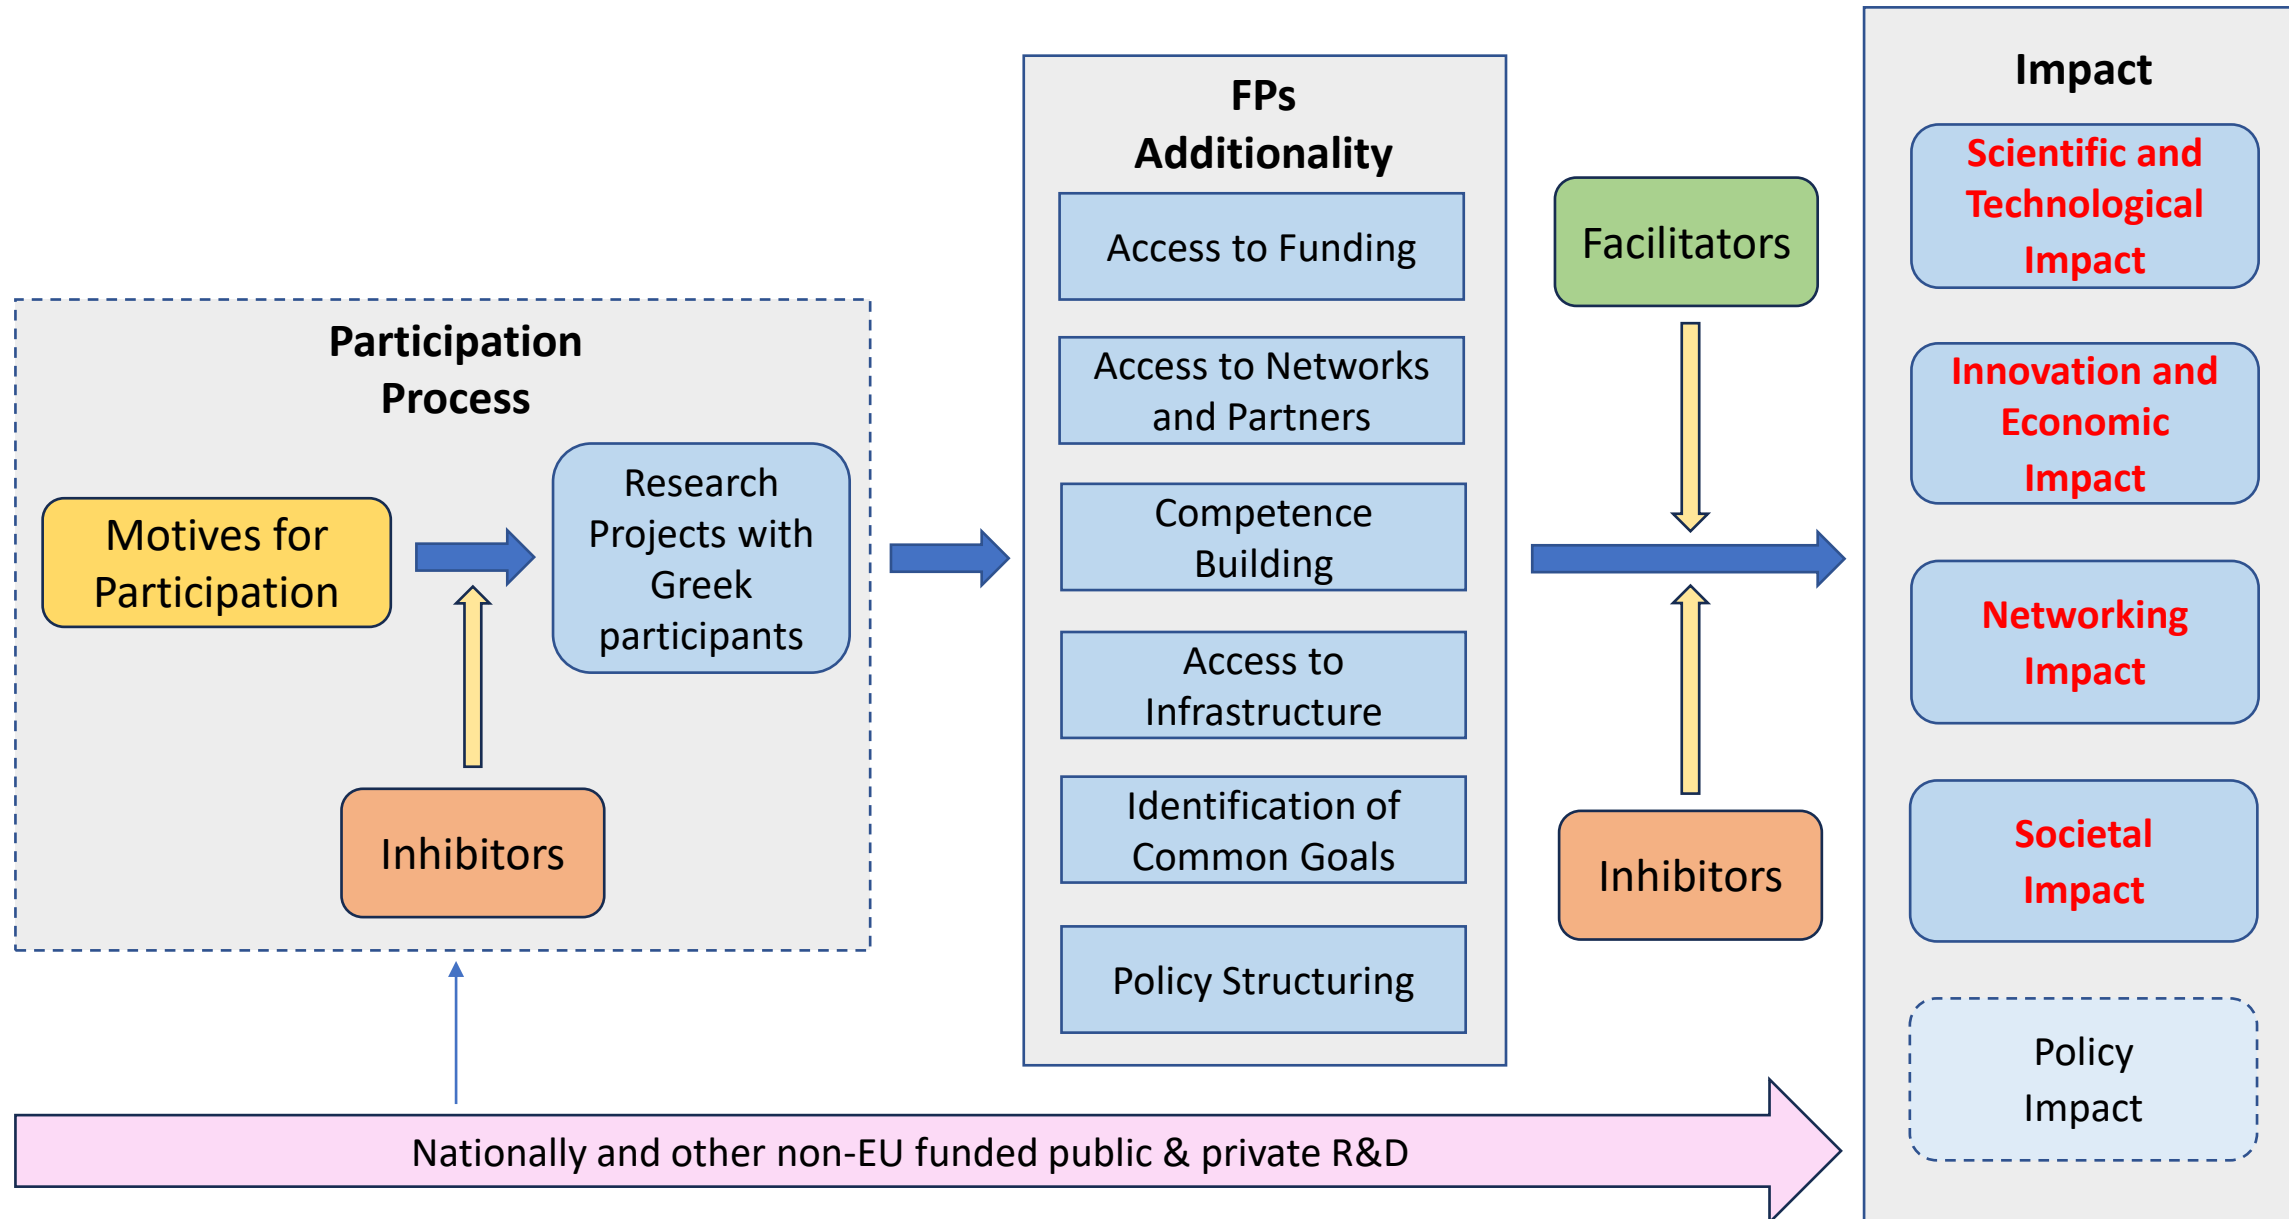 Participation
Process
Motives for
Participation
Research
Projects with
Greek
participants
Inhibitors
FPs
Additionality
Access to Funding
Access to Networks
and Partners
Competence
Building
Access to
Infrastructure
Identification of
Common Goals
Policy Structuring
Facilitators
Inhibitors
Impact
Scientific and
Technological
Impact
Innovation and
Economic
Impact
Networking
Impact
Societal
Impact
Policy
Impact
Nationally and other non-EU funded public & private R&D